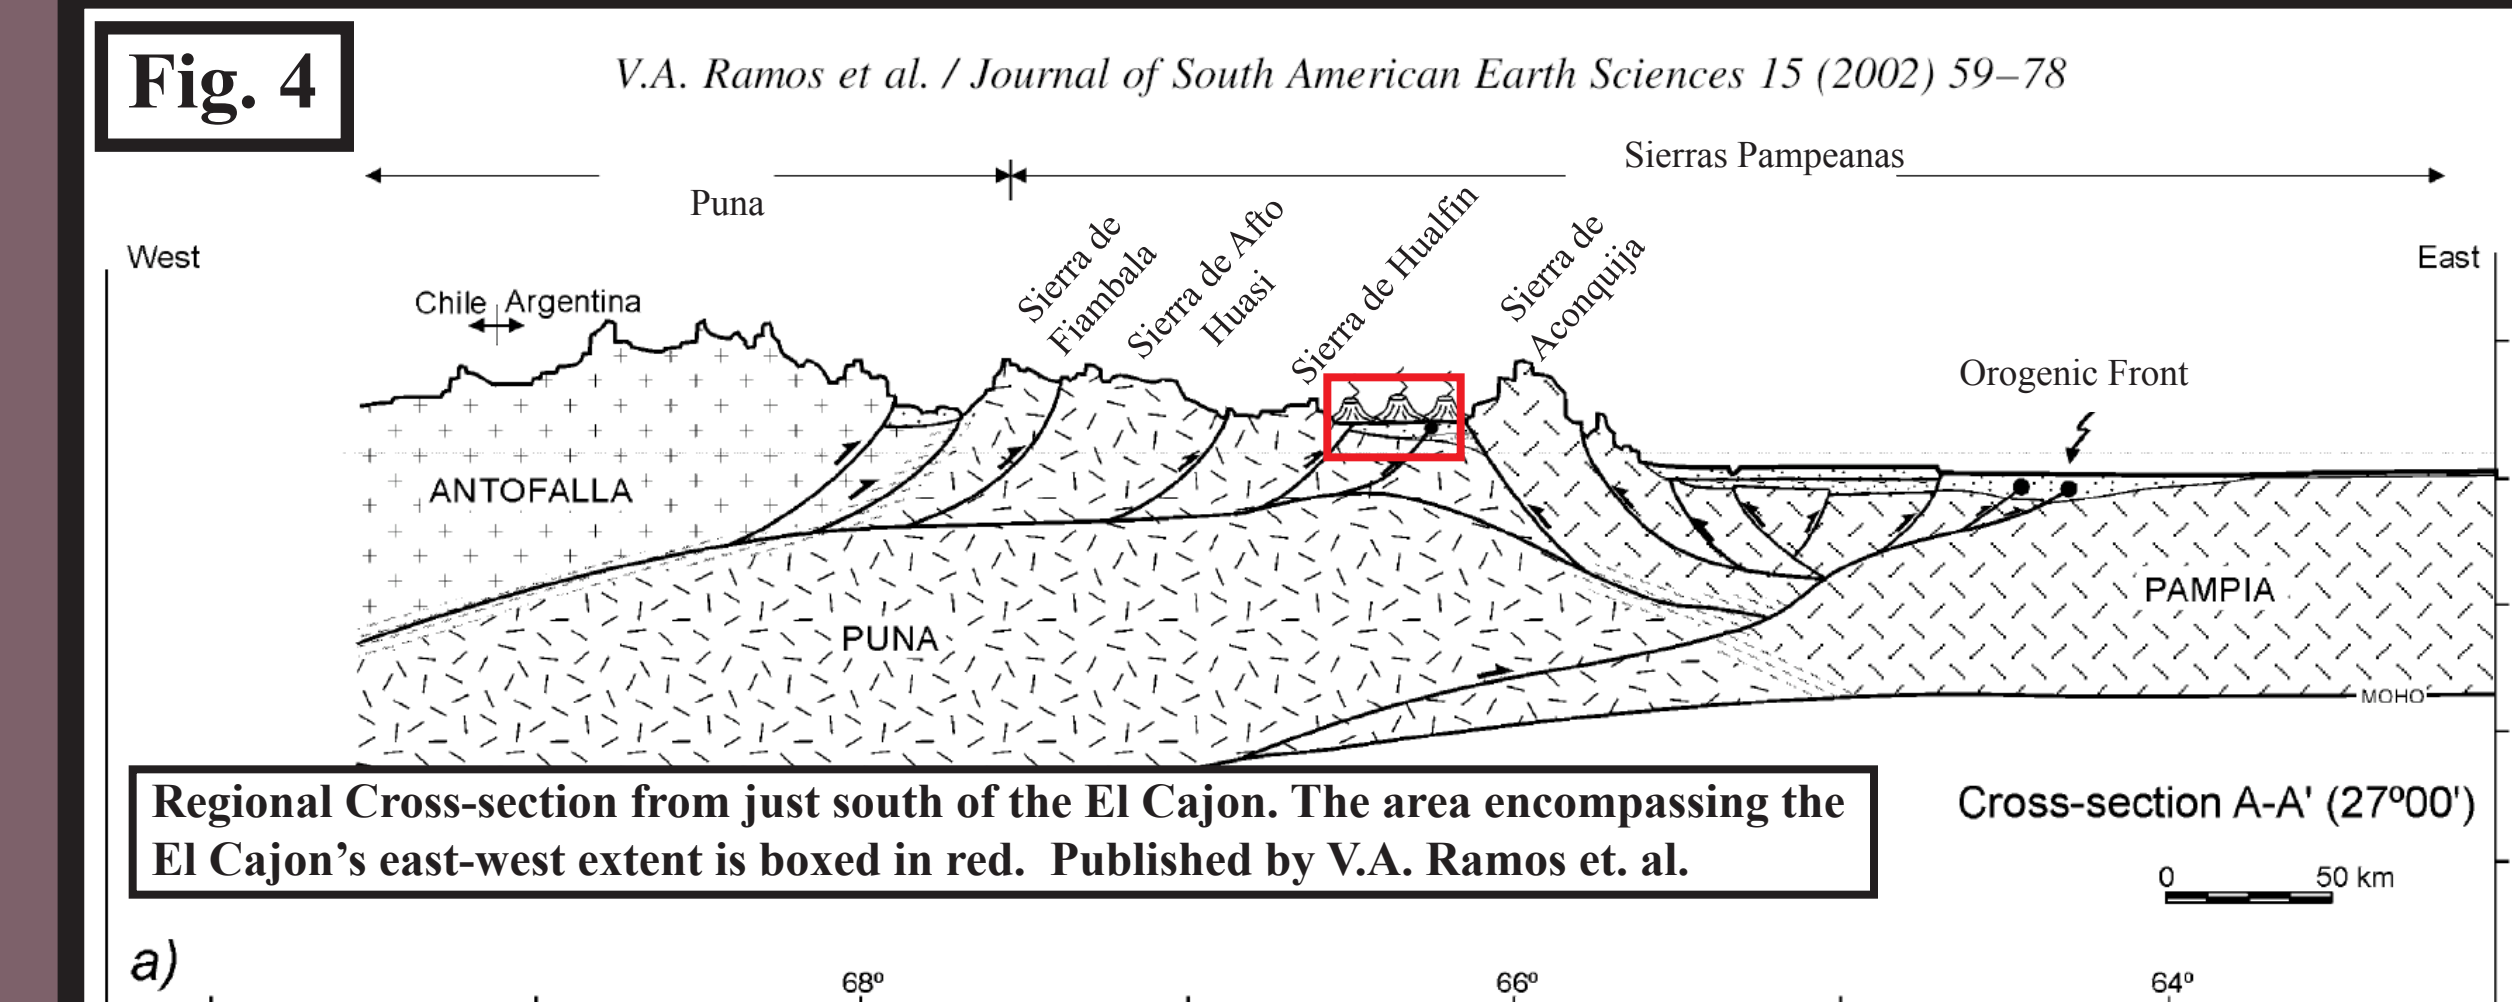 Fig. 4
V.A. Ramos et al. / Journal of South American Earth Sciences 15 (2002) 59–78
Sierras Pampeanas
Puna
West
East
Chile Argentina
Sierra de
Fiambala
Sierra de Afto
Huasi
Sierra de Hualfin
Sierra de
Aconquija
Orogenic Front
ANTOFALLA
PUNA
PAMPIA
MOHO
Regional Cross-section from just south of the El Cajon. The area encompassing the
El Cajon's east-west extent is boxed in red. Published by V.A. Ramos et. al.
Cross-section A-A' (27º00')
0 50 km
a)
68º 66º 64º